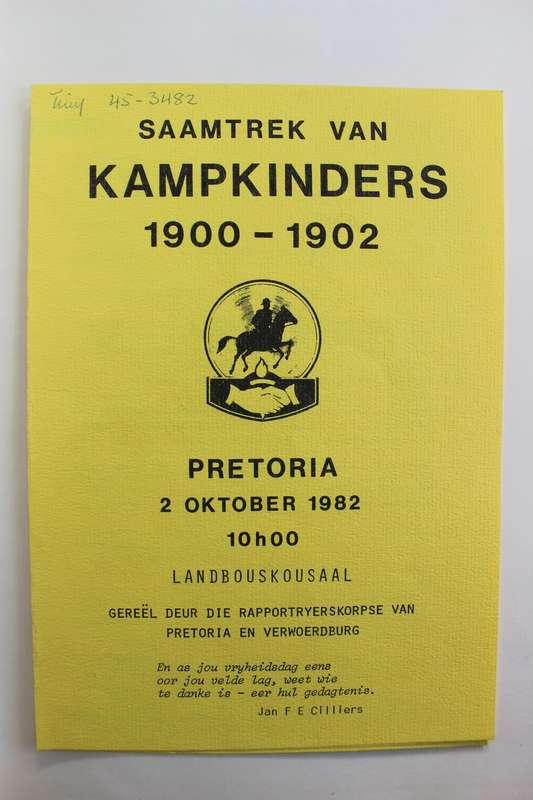 45-3482
SAAMTREK VAN
KAMPKINDERS
1900 - 1902
PRETORIA
2 OKTOBER 1982
10h00
LANDBOUSKOUSAAL
GEREËL DEUR DIE RAPPORTRYERSKORPSE VAN
PRETORIA EN VERWOERDBURG
En as jou vryheidsdag eens
oor jou velde lag, weet wie
te danke is - eer hul gedagtenis.
Jan F E Cilliers